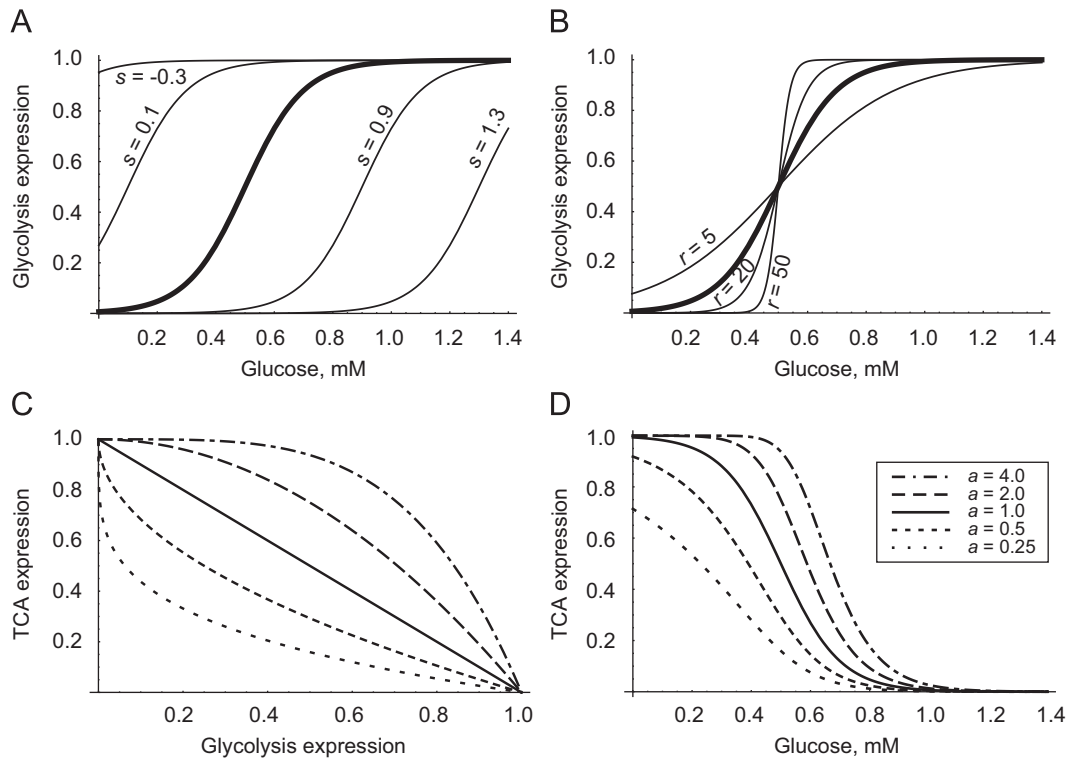 A
1.0
0.8
0.6
0.4
0.2
Glycolysis expression
s = -0.3
s = 0.1
s = 0.9
s = 1.3
0.2 0.4 0.6 0.8 1.0 1.2 1.4
Glucose, mM
B
1.0
0.8
0.6
0.4
0.2
Glycolysis expression
r = 5
r = 20
r = 50
0.2 0.4 0.6 0.8 1.0 1.2 1.4
Glucose, mM
C
1.0
0.8
0.6
0.4
0.2
TCA expression
0.2 0.4 0.6 0.8 1.0
Glycolysis expression
D
1.0
0.8
0.6
0.4
0.2
TCA expression
a = 4.0
a = 2.0
a = 1.0
a = 0.5
a = 0.25
0.2 0.4 0.6 0.8 1.0 1.2 1.4
Glucose, mM